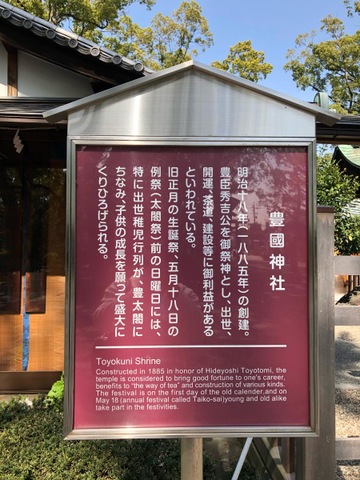 豊國神社
明治十八年(一八八五年)の創建。
豊臣秀吉公を御祭神とし、出世、
開運、茶道、建設等に御利益がある
といわれている。
旧正月の生誕祭、五月十八日の
例祭(太閤祭)前の日曜日には、
特に出世稚児行列が、豊太閤に
ちなみ、子供の成長を願って盛大に
くりひろげられる。
Toyokuni Shrine
Constructed in 1885 in honor of Hideyoshi Toyotomi, the
temple is considered to bring good fortune to one's career,
benefits to "the way of tea" and construction of various kinds.
The festival is on the first day of the old calender,and on
May 18 (annual festival called Taiko-sai)young and old alike
take part in the festivities.